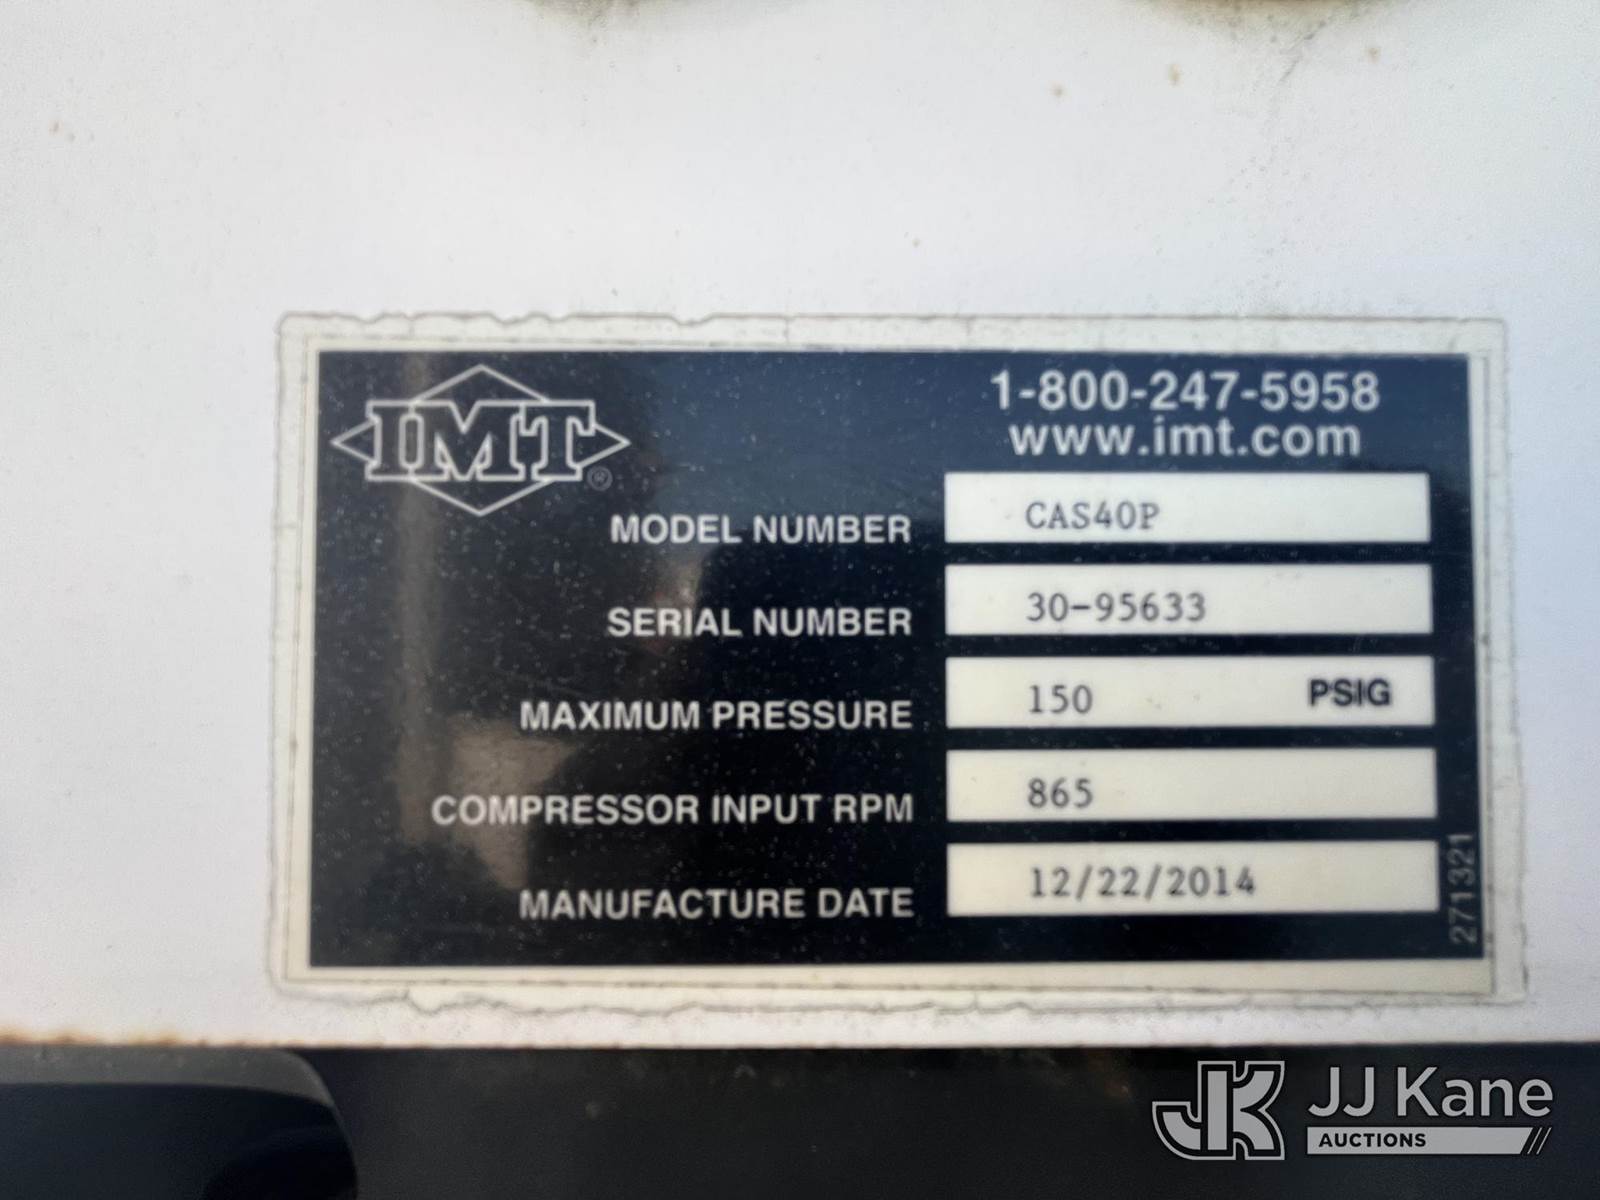 IMT®
1-800-247-5958
www.imt.com
MODEL NUMBER CAS40P
SERIAL NUMBER 30-95633
MAXIMUM PRESSURE 150 PSIG
COMPRESSOR INPUT RPM 865
MANUFACTURE DATE 12/22/2014
271321
JK JJ Kane
AUCTIONS